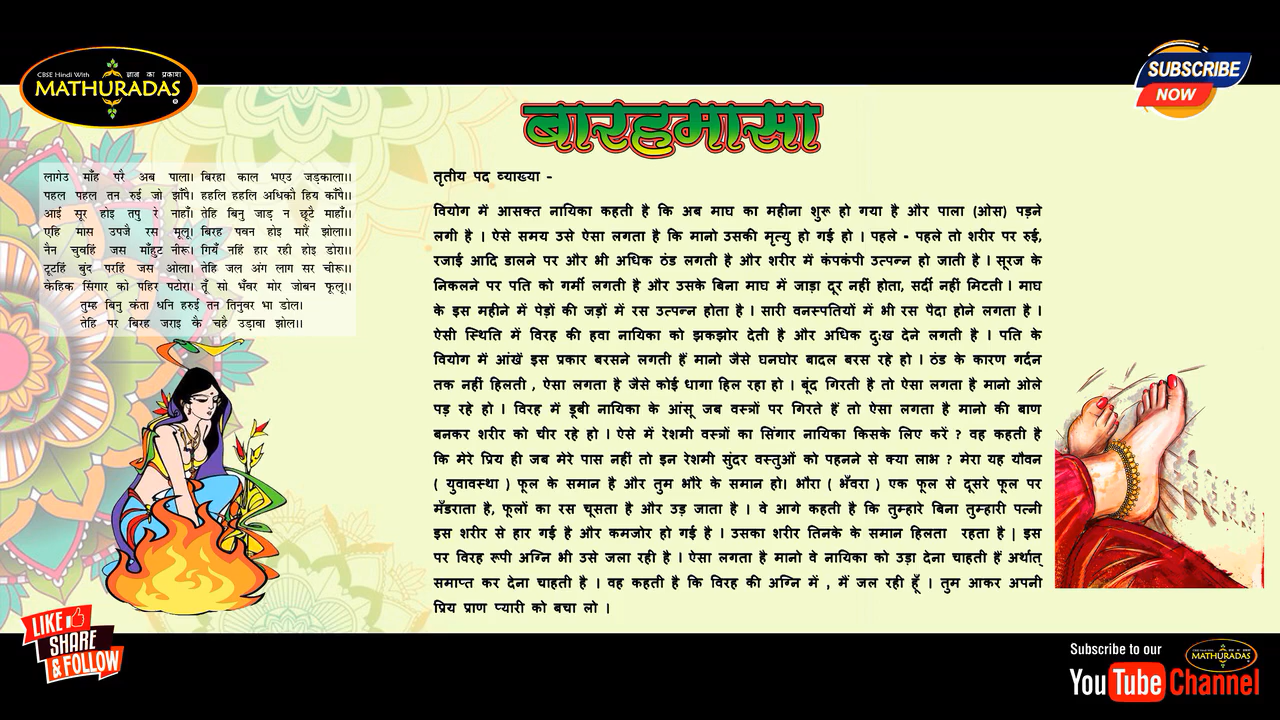 CBSE Hindi With ज्ञान का प्रकाश
MATHURADAS
SUBSCRIBE
NOW
बारहमासा
लागेउ माँह परै अब पाला। बिरहा काल भएउ जड़काला।।
पहल पहल तन रुई जो झाँपै। हहलि हहलि अधिकौ हिय काँपै।।
आई सूर होइ तपु रे नाहाँ। तेहि बिनु जाड़ न छूटै माहाँ।।
एहि मास उपजै रस मूलू। बिरह पवन होइ मारैं झोला।।
नैन चुवहिं जस माँहुट नीरू। गियँ नहिं हार रही होइ डोरा।।
टूटहिं बुंद परहिं जस ओला। तेहि जल अंग लाग सर चीरू।।
केहिक सिंगार को पहिर पटोरा। तूँ सो भँवर मोर जोबन फूलू।।
तुम्ह बिनु कंता धनि हरुई तन तिनुवर भा डोल।
तेहि पर बिरह जराइ कै चहै उड़ावा झोल।।
तृतीय पद व्याख्या -
वियोग में आसक्त नायिका कहती है कि अब माघ का महीना शुरू हो गया है और पाला (ओस) पड़ने
लगी है । ऐसे समय उसे ऐसा लगता है कि मानो उसकी मृत्यु हो गई हो । पहले - पहले तो शरीर पर रुई,
रजाई आदि डालने पर और भी अधिक ठंड लगती है और शरीर में कंपकंपी उत्पन्न हो जाती है । सूरज के
निकलने पर पति को गर्मी लगती है और उसके बिना माघ में जाड़ा दूर नहीं होता, सर्दी नहीं मिटती । माघ
के इस महीने में पेड़ों की जड़ों में रस उत्पन्न होता है । सारी वनस्पतियों में भी रस पैदा होने लगता है ।
ऐसी स्थिति में विरह की हवा नायिका को झकझोर देती है और अधिक दुःख देने लगती है । पति के
वियोग में आंखें इस प्रकार बरसने लगती हैं मानो जैसे घनघोर बादल बरस रहे हो । ठंड के कारण गर्दन
तक नहीं हिलती , ऐसा लगता है जैसे कोई धागा हिल रहा हो । बूंद गिरती है तो ऐसा लगता है मानो ओले
पड़ रहे हो । विरह में डूबी नायिका के आंसू जब वस्त्रों पर गिरते हैं तो ऐसा लगता है मानो की बाण
बनकर शरीर को चीर रहे हो । ऐसे में रेशमी वस्त्रों का सिंगार नायिका किसके लिए करें ? वह कहती है
कि मेरे प्रिय ही जब मेरे पास नहीं तो इन रेशमी सुंदर वस्तुओं को पहनने से क्या लाभ ? मेरा यह यौवन
( युवावस्था ) फूल के समान है और तुम भौरे के समान हो। भौरा ( भँवरा ) एक फूल से दूसरे फूल पर
मँडराता है, फूलों का रस चूसता है और उड़ जाता है । वे आगे कहती है कि तुम्हारे बिना तुम्हारी पत्नी
इस शरीर से हार गई है और कमजोर हो गई है । उसका शरीर तिनके के समान हिलता रहता है | इस
पर विरह रूपी अग्नि भी उसे जला रही है । ऐसा लगता है मानो वे नायिका को उड़ा देना चाहती हैं अर्थात्
समाप्त कर देना चाहती है । वह कहती है कि विरह की अग्नि में , मैं जल रही हूँ । तुम आकर अपनी
प्रिय प्राण प्यारी को बचा लो ।
LIKE
SHARE
& FOLLOW
Subscribe to our
MATHURADAS
YouTube Channel